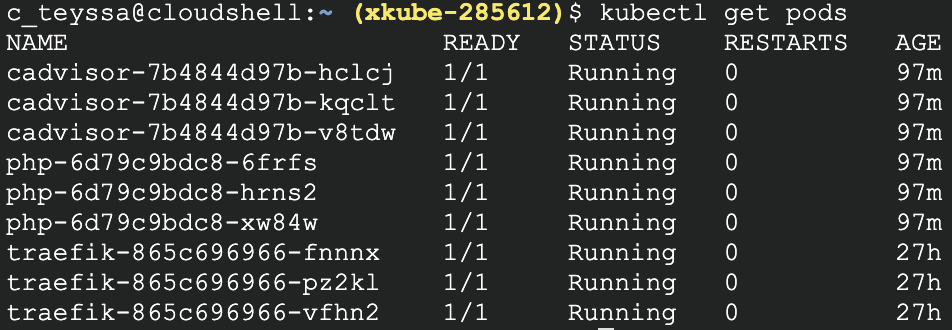 c_teyssa@cloudshell:~ (xkube-285612)$ kubectl get pods
NAME READY STATUS RESTARTS AGE
cadvisor-7b4844d97b-hclcj 1/1 Running 0 97m
cadvisor-7b4844d97b-kqclt 1/1 Running 0 97m
cadvisor-7b4844d97b-v8tdw 1/1 Running 0 97m
php-6d79c9bdc8-6frfs 1/1 Running 0 97m
php-6d79c9bdc8-hrns2 1/1 Running 0 97m
php-6d79c9bdc8-xw84w 1/1 Running 0 97m
traefik-865c696966-fnnnx 1/1 Running 0 27h
traefik-865c696966-pz2kl 1/1 Running 0 27h
traefik-865c696966-vfhn2 1/1 Running 0 27h